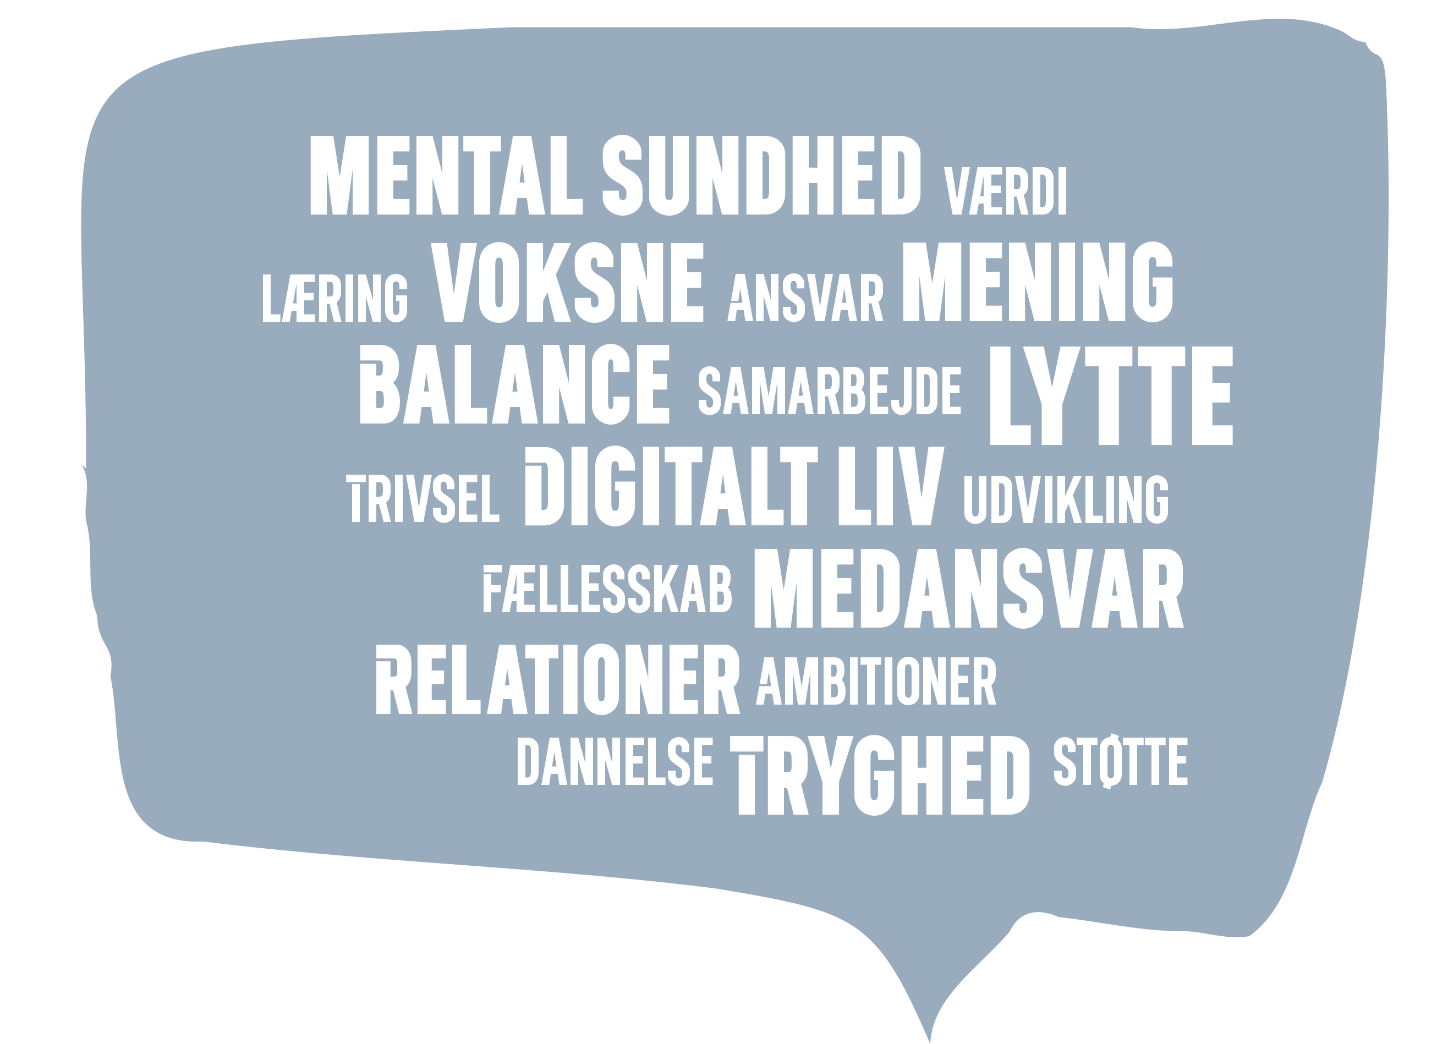 MENTAL SUNDHED VÆRDI
LÆRING VOKSNE ANSVAR MENING
BALANCE SAMARBEJDE LYTTE
TRIVSEL DIGITALT LIV UDVIKLING
FÆLLESSKAB MEDANSVAR
RELATIONER AMBITIONER
DANNELSE TRYGHED STØTTE